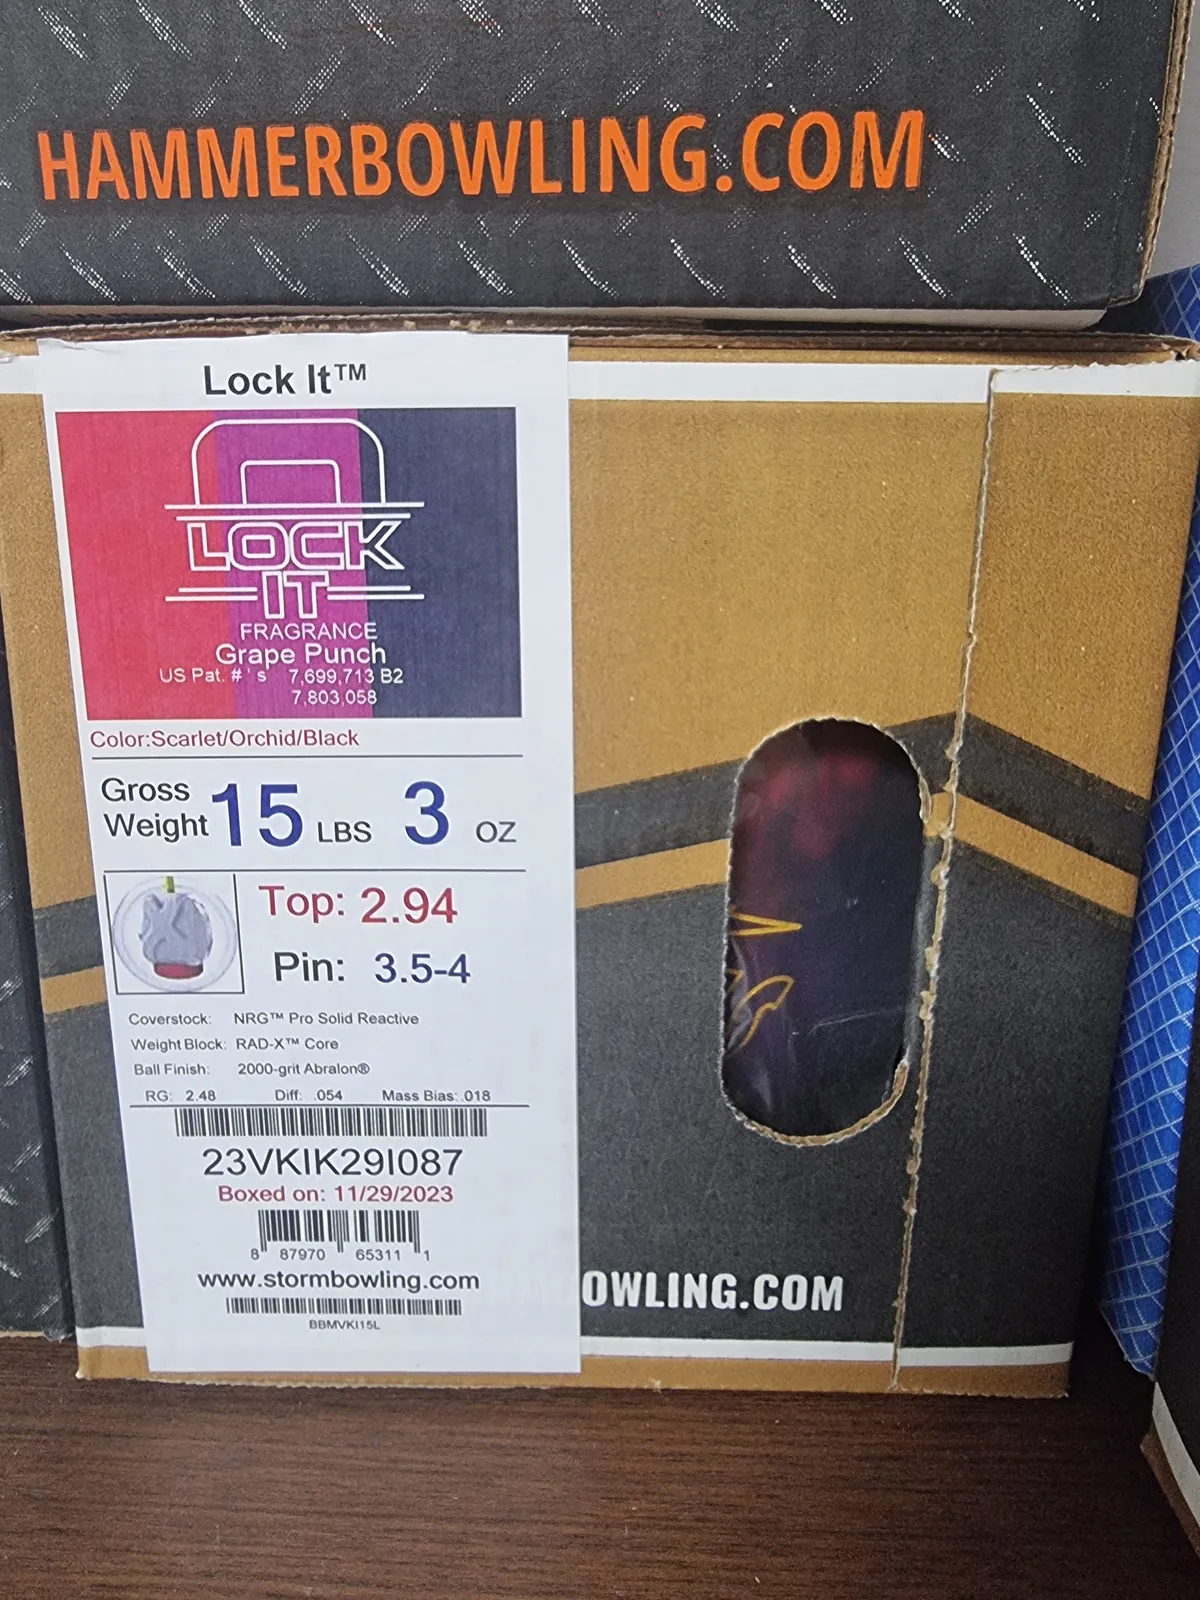 HAMMERBOWLING.COM
Lock It™
LOCK
IT
FRAGRANCE
Grape Punch
US Pat. #'s 7,699,713 B2
7,803,058
Color:Scarlet/Orchid/Black
Gross
Weight 15 LBS 3 OZ
Top: 2.94
Pin: 3.5-4
Coverstock: NRG™ Pro Solid Reactive
Weight Block: RAD-X™ Core
Ball Finish: 2000-grit Abralon®
RG: 2.48 Diff: .054 Mass Bias: .018
23VKIK29I087
Boxed on: 11/29/2023
8 87970 65311 1
www.stormbowling.com
BBMVKI15L
OWLING.COM